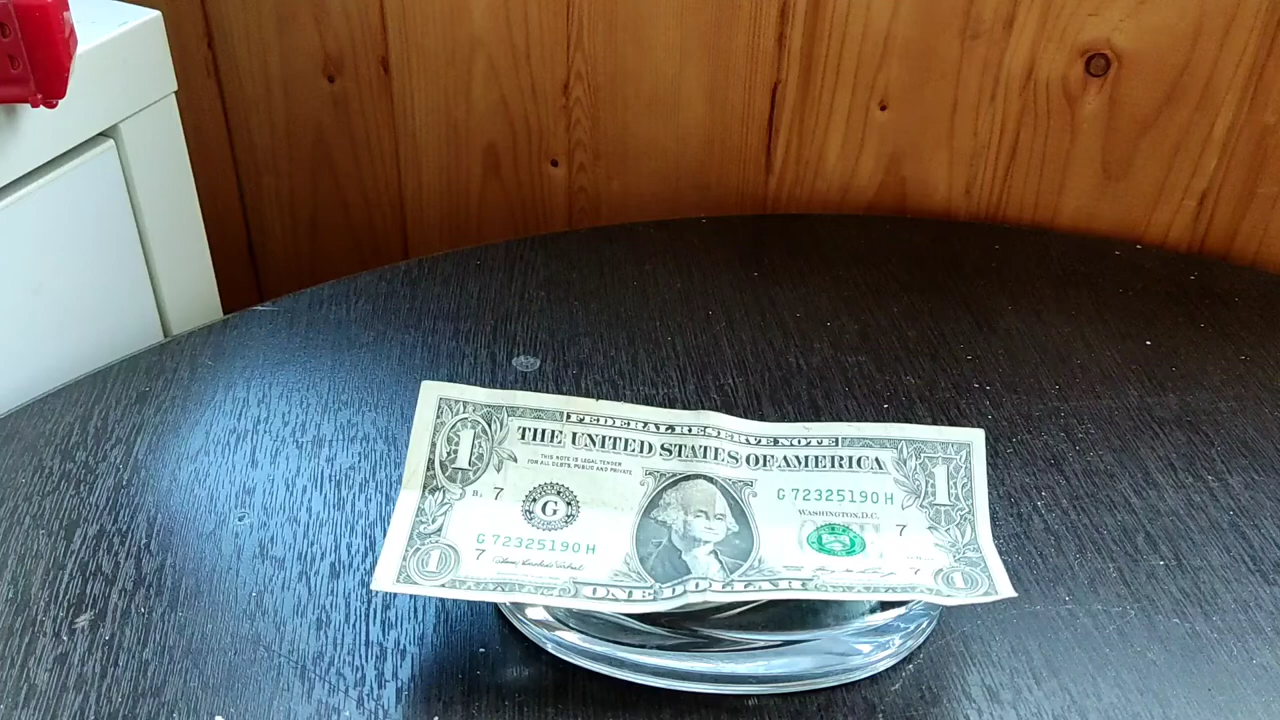 FEDERAL RESERVE NOTE
THE UNITED STATES OF AMERICA
1
1
THIS NOTE IS LEGAL TENDER
FOR ALL DEBTS, PUBLIC AND PRIVATE
7
G
G 72325190 H
WASHINGTON, D.C.
7
G 72325190 H
7
1
ONE DOLLAR
1